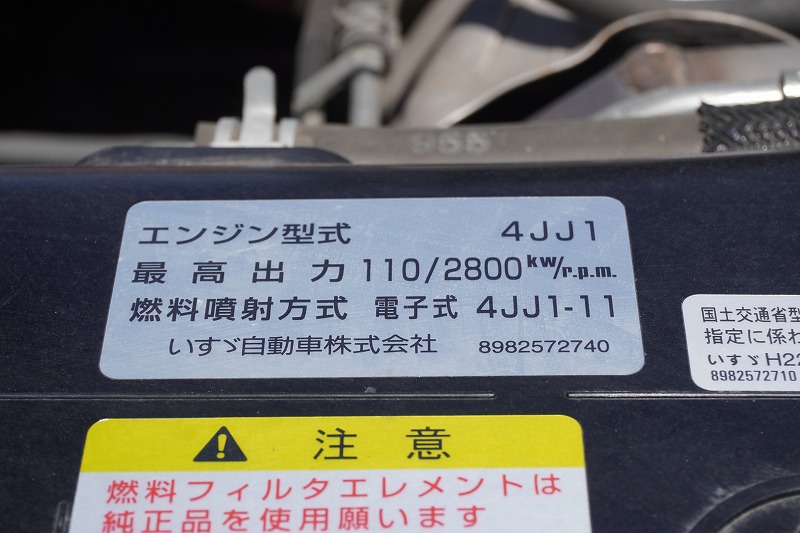 955
エンジン型式 4JJ1
最高出力 110/2800kW/r.p.m.
燃料噴射方式 電子式 4JJ1-11
いすゞ自動車株式会社 8982572740
国土交通省型
指定に係わ
いすゞH22
8982572710
注意
燃料フィルタエレメントは
純正品を使用願います